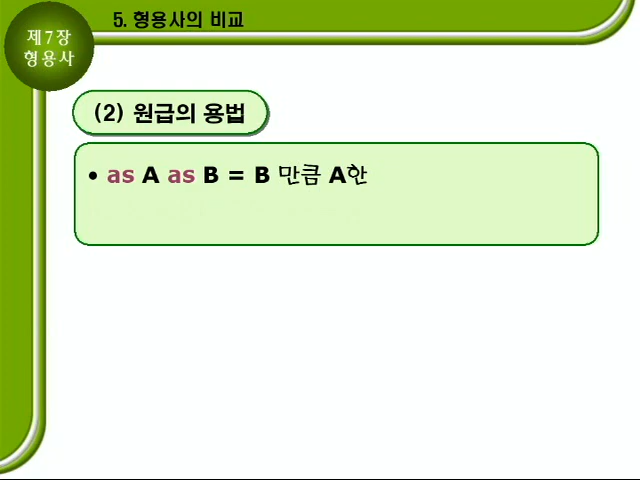 5. 형용사의 비교
제7장
형용사
(2) 원급의 용법
• as A as B = B 만큼 A한